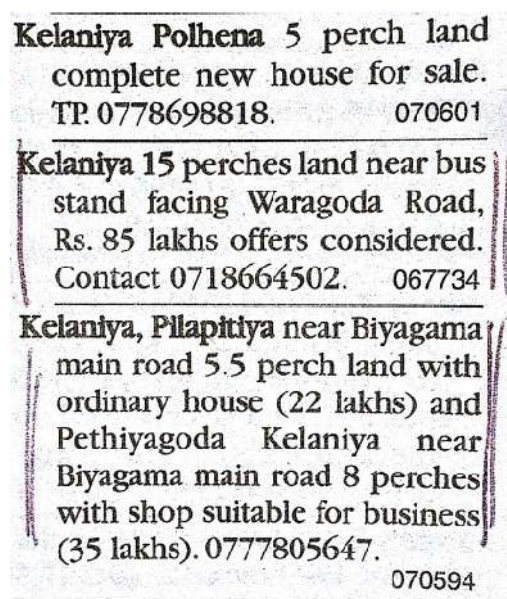 Kelaniya Polhena 5 perch land
complete new house for sale.
TP. 0778698818. 070601
Kelaniya 15 perches land near bus
stand facing Waragoda Road,
Rs. 85 lakhs offers considered.
Contact 0718664502. 067734
Kelaniya, Pilapitiya near Biyagama
main road 5.5 perch land with
ordinary house (22 lakhs) and
Pethiyagoda Kelaniya near
Biyagama main road 8 perches
with shop suitable for business
(35 lakhs). 0777805647.
070594